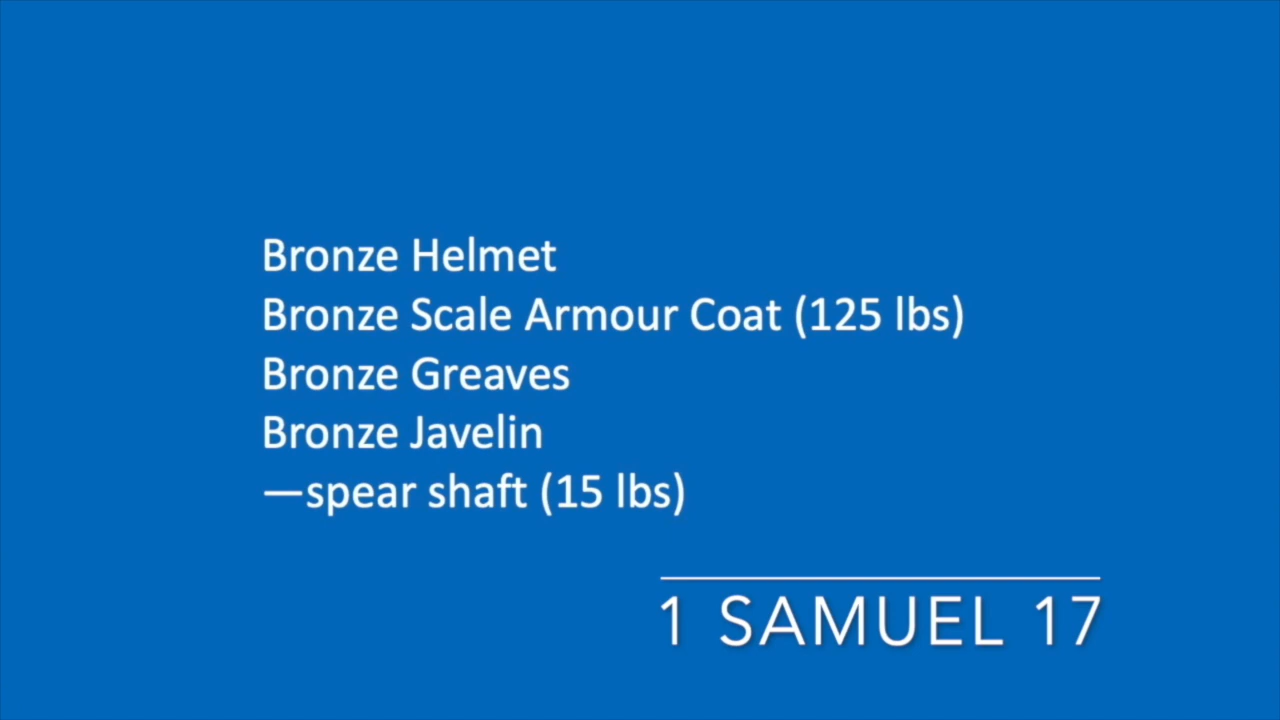 Bronze Helmet
Bronze Scale Armour Coat (125 lbs)
Bronze Greaves
Bronze Javelin
—spear shaft (15 lbs)
1 SAMUEL 17